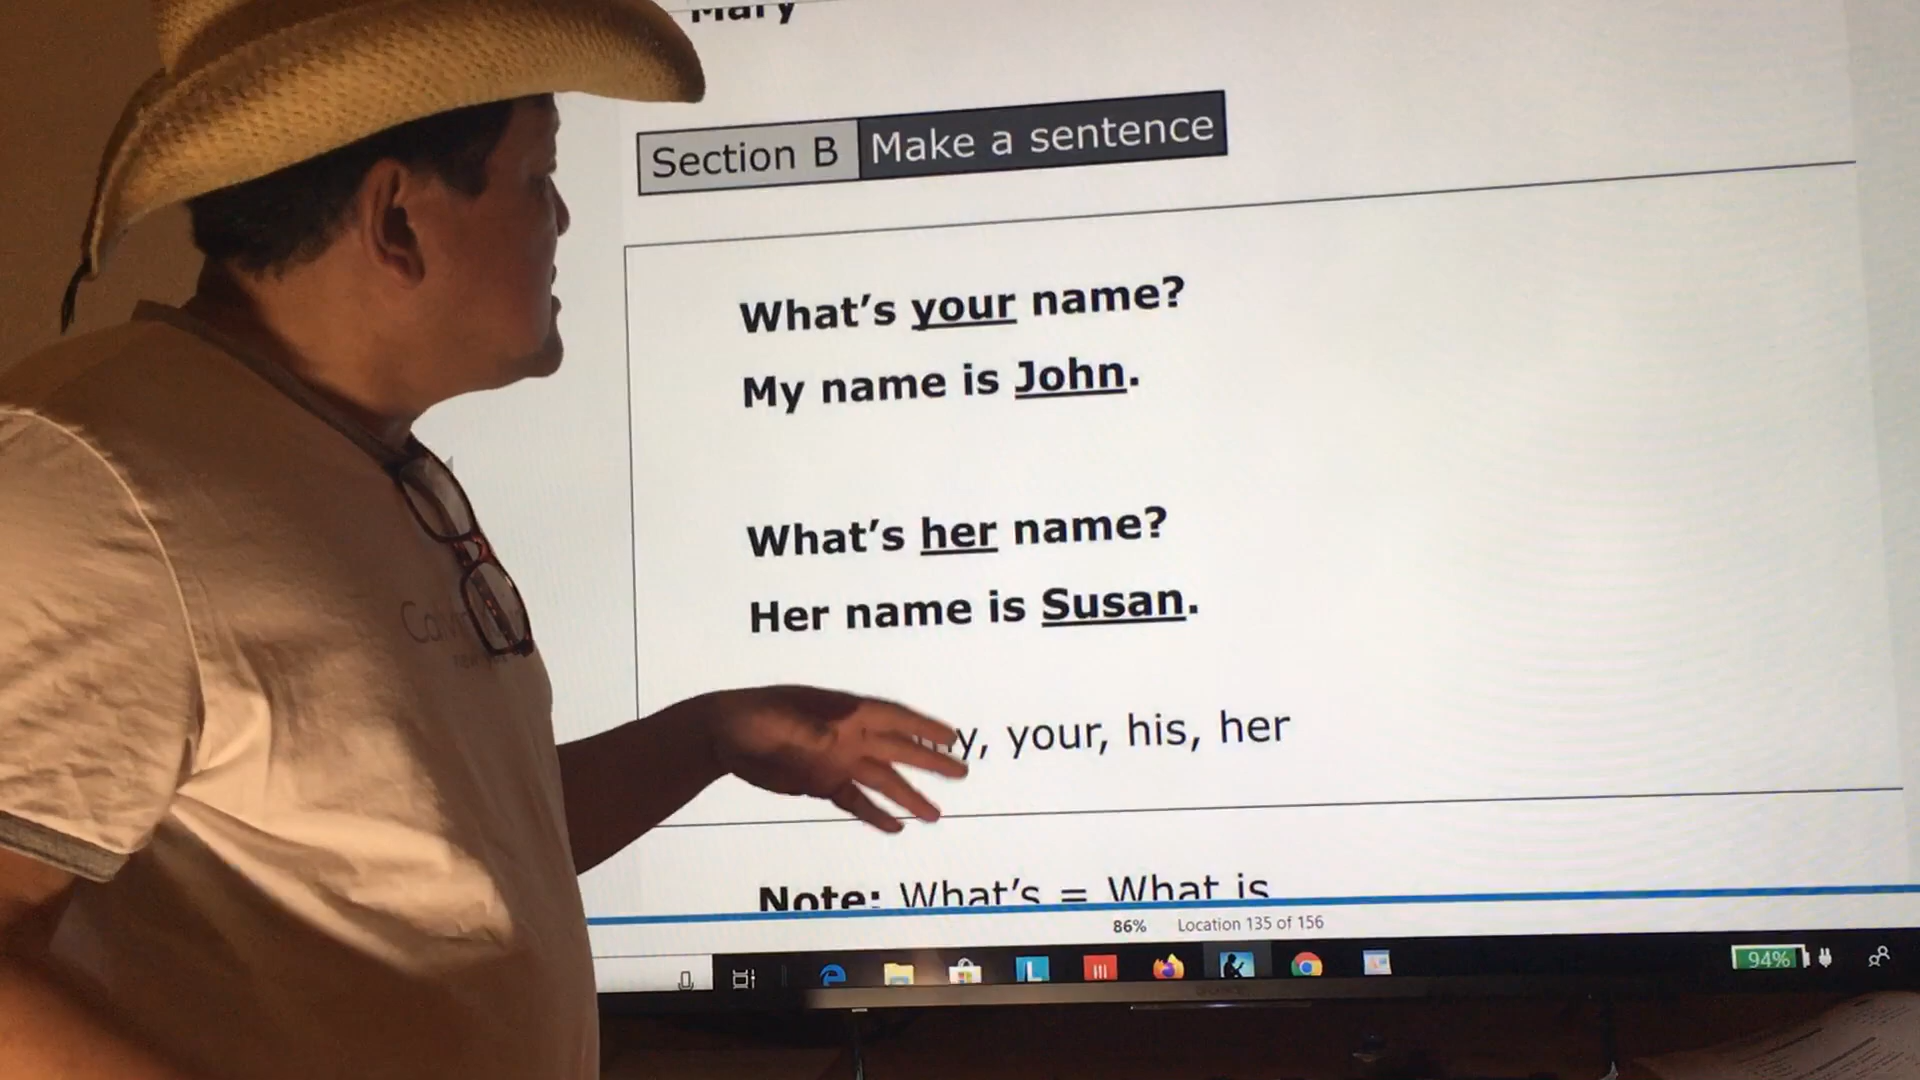 Mary
Section B Make a sentence
What's your name?
My name is John.
What's her name?
Her name is Susan.
your, his, her
Note: What's = What is
86% Location 135 of 156
94%